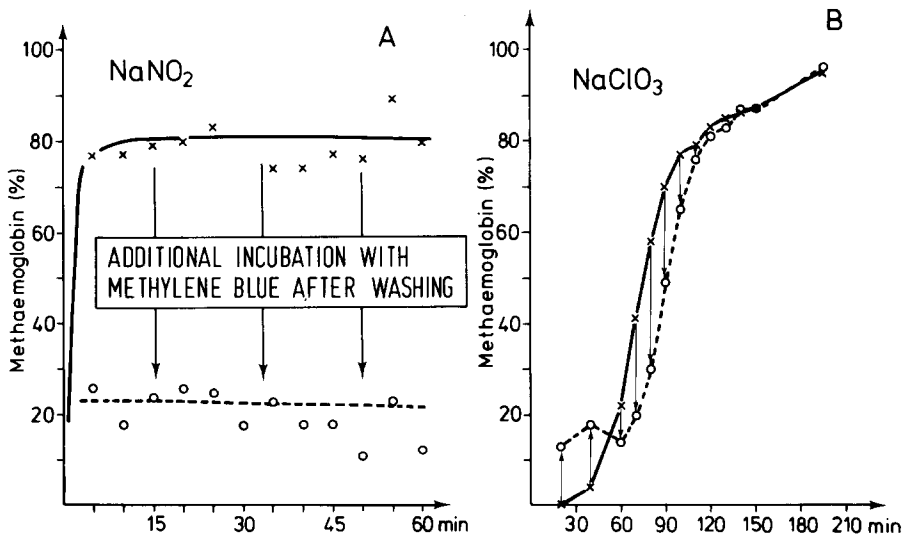 A
NaNO2
Methaemoglobin (%)
100
80
60
40
20
ADDITIONAL INCUBATION WITH
METHYLENE BLUE AFTER WASHING
15
30
45
60 min
B
NaClO3
Methaemoglobin (%)
100
80
60
40
20
30
60
90
120
150
180
210
min